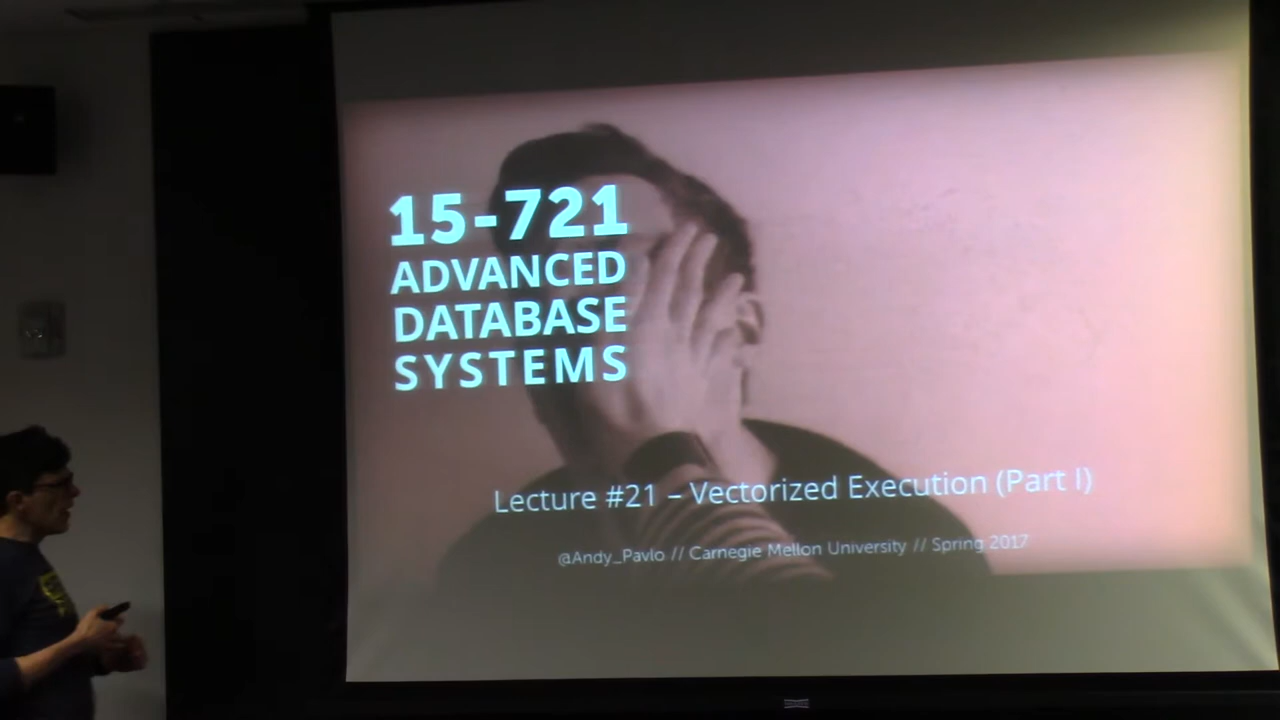 15-721
ADVANCED
DATABASE
SYSTEMS
Lecture #21 – Vectorized Execution (Part I)
@Andy_Pavlo // Carnegie Mellon University // Spring 2017